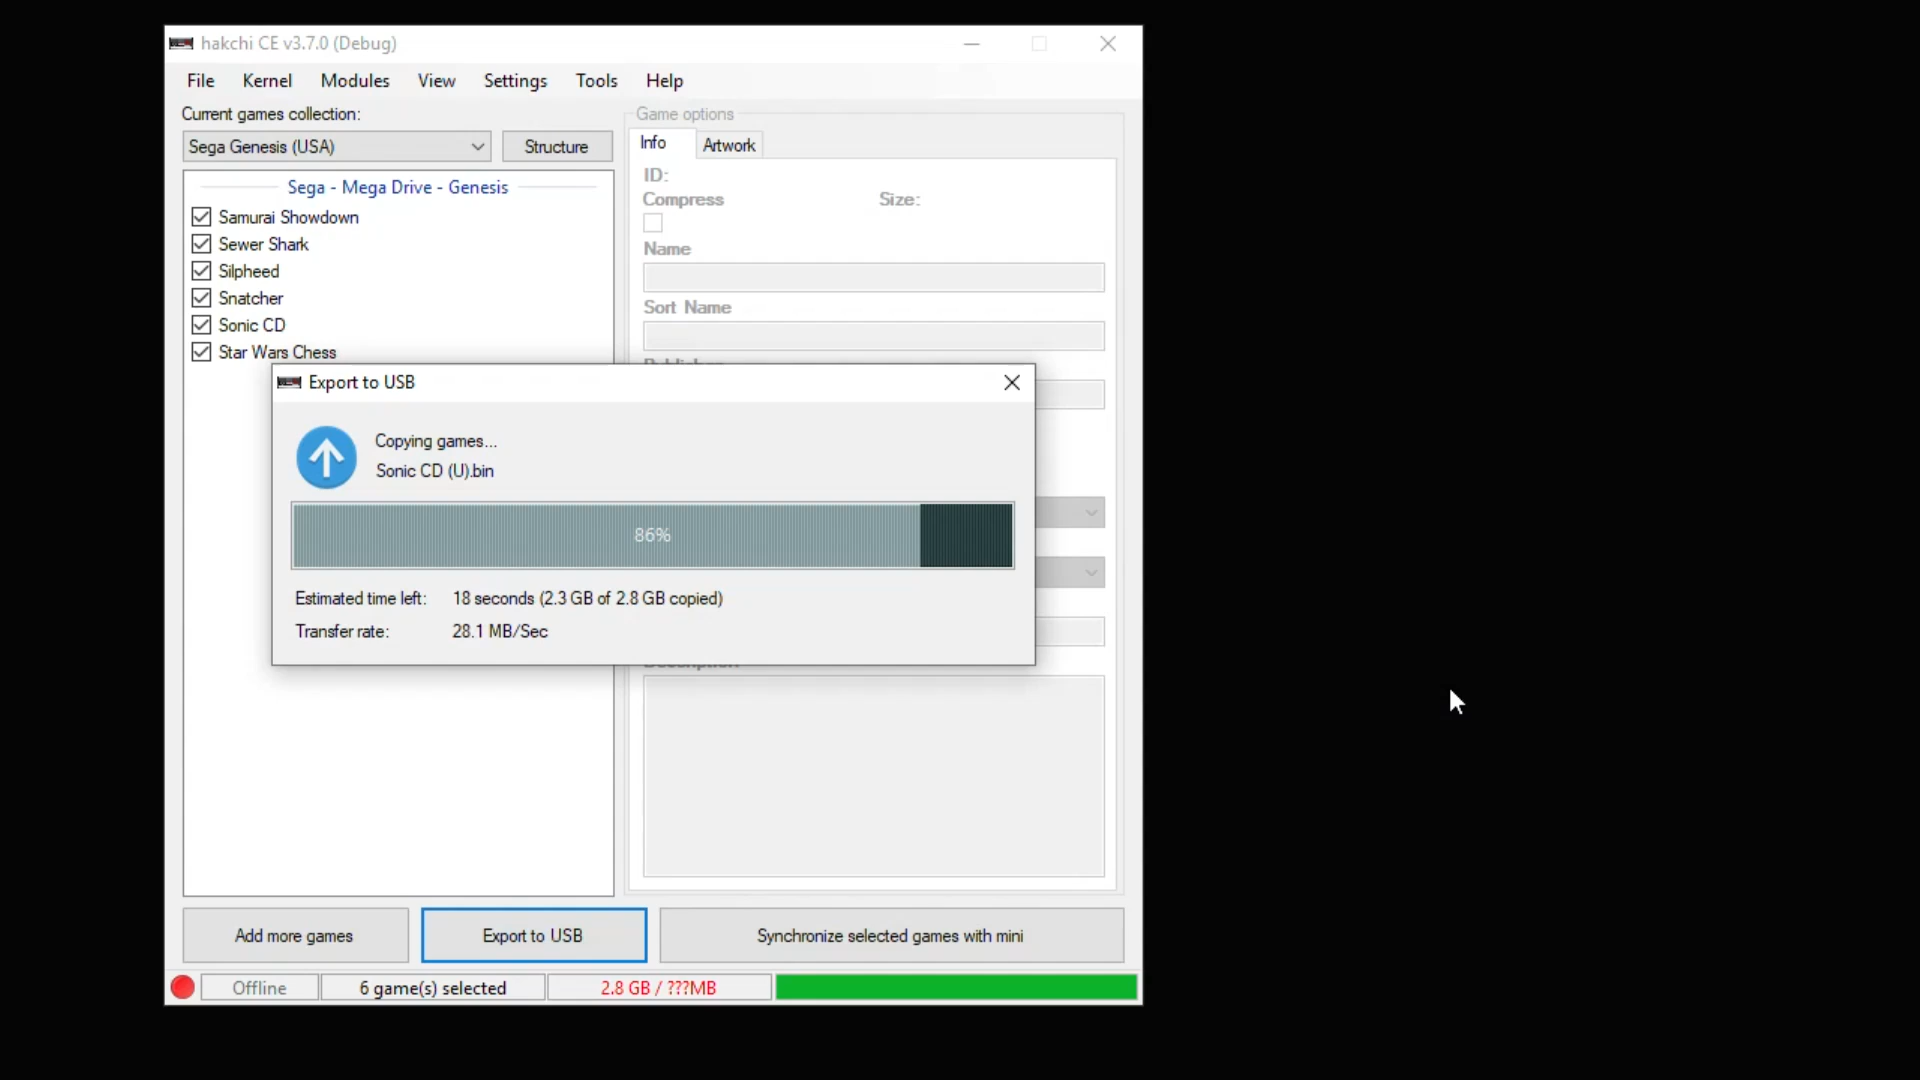 hakchi CE v3.7.0 (Debug)
File Kernel Modules View Settings Tools Help
Current games collection:
Sega Genesis (USA)
Structure
Sega - Mega Drive - Genesis
Samurai Showdown
Sewer Shark
Silpheed
Snatcher
Sonic CD
Star Wars Chess
Game options
Info Artwork
ID:
Compress Size:
Name
Sort Name
Export to USB
Copying games...
Sonic CD (U).bin
86%
Estimated time left: 18 seconds (2.3 GB of 2.8 GB copied)
Transfer rate: 28.1 MB/Sec
Add more games
Export to USB
Synchronize selected games with mini
Offline
6 game(s) selected
2.8 GB / ???MB